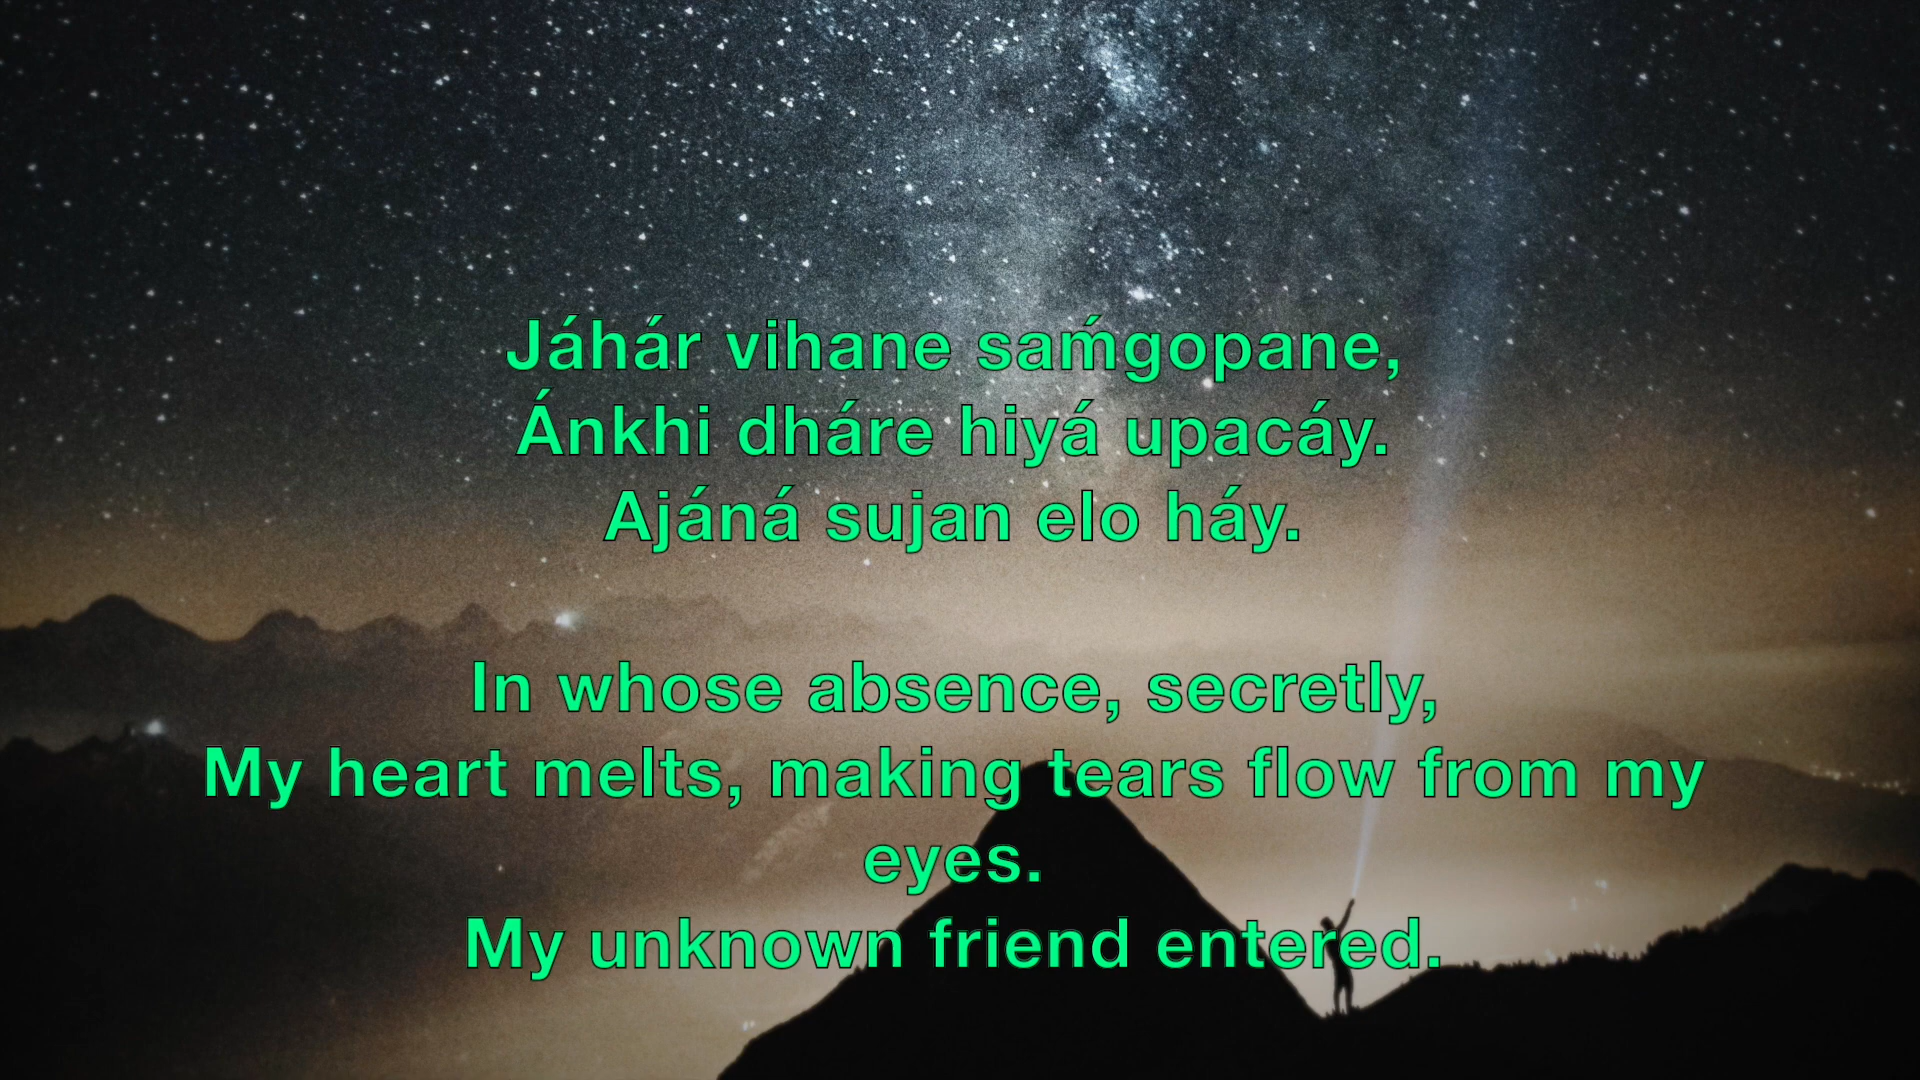 Jáhár vihane saḿgopane,
Ánkhi dháre hiyá upacáy.
Ajáná sujan elo háy.
In whose absence, secretly,
My heart melts, making tears flow from my
eyes.
My unknown friend entered.